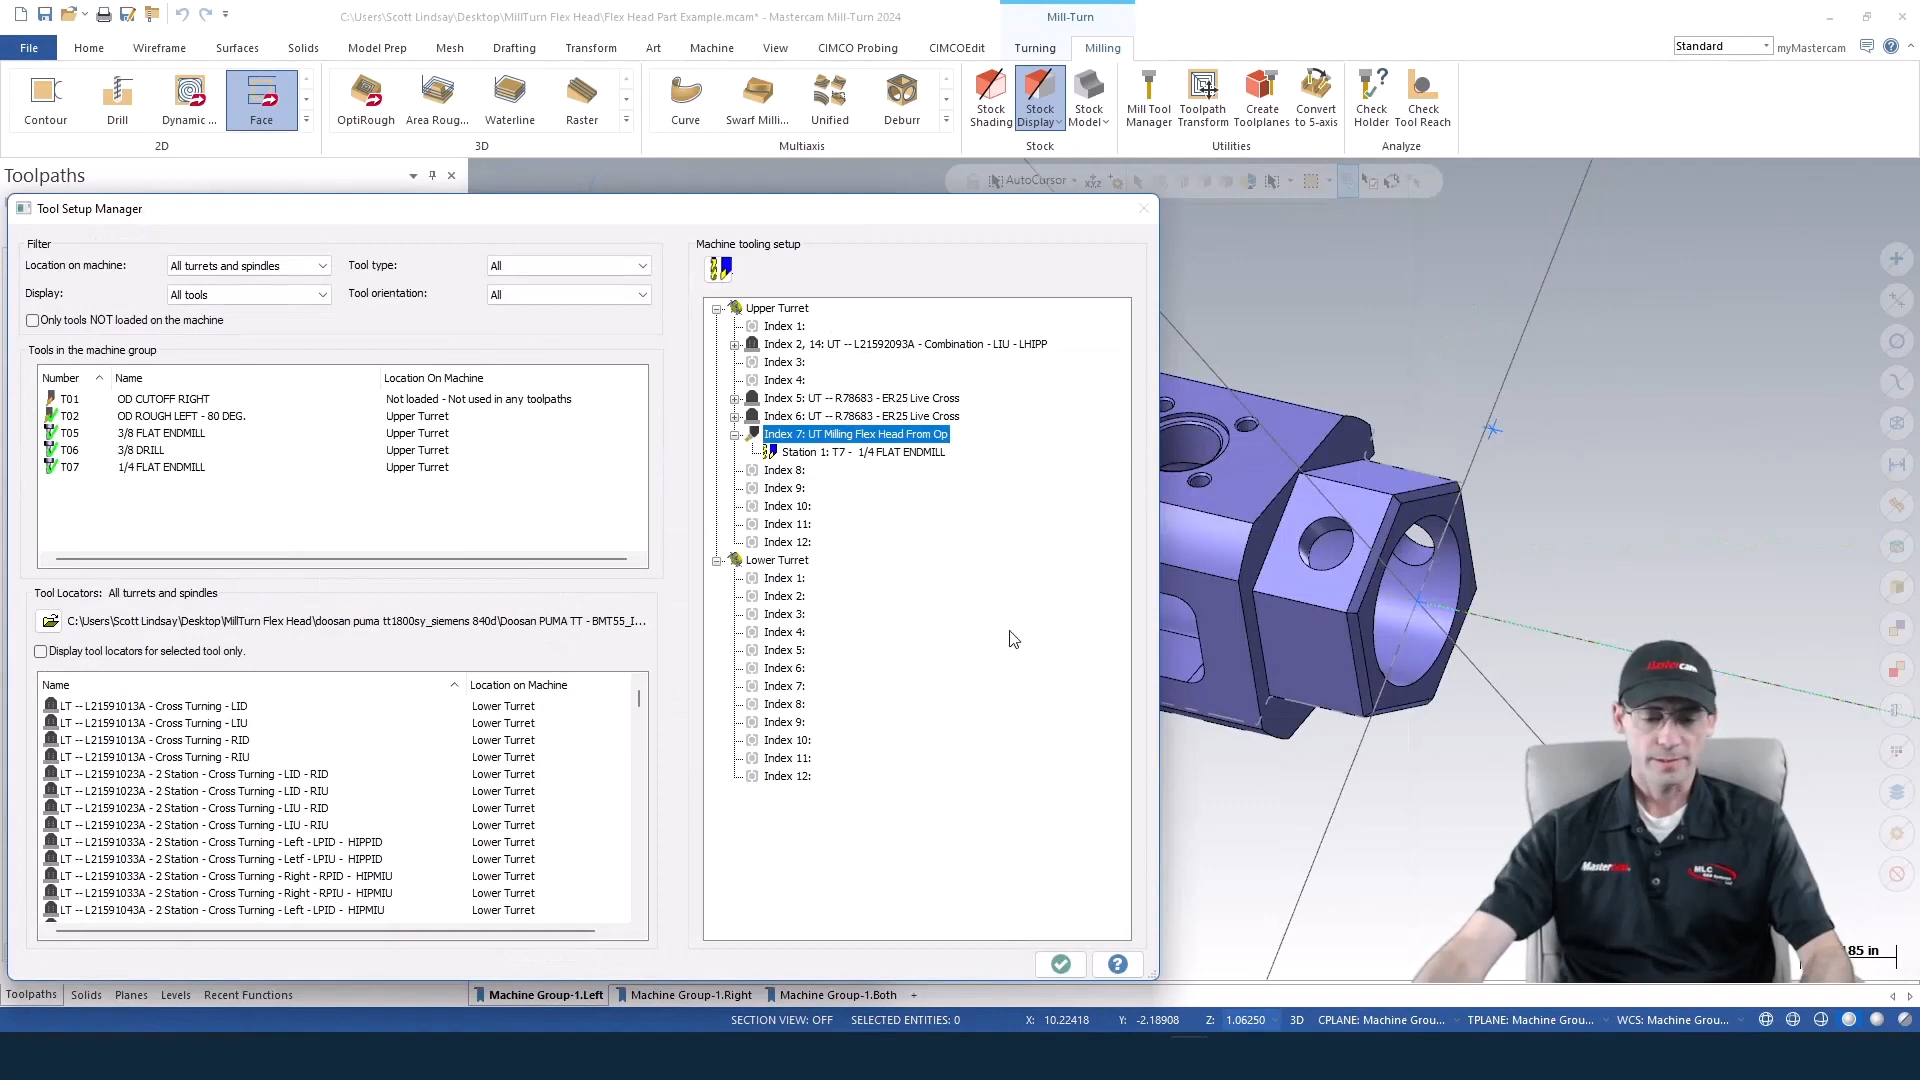 C:\Users\Scott Lindsay\Desktop\MillTurn Flex Head\Flex Head Part Example.mcam* - Mastercam Mill-Turn 2024
Mill-Turn
File Home Wireframe Surfaces Solids Model Prep Mesh Drafting Transform Art Machine View CIMCO Probing CIMCOEdit Turning Milling
Standard
myMastercam
Contour Drill Dynamic ... Face
OptiRough Area Roug... Waterline Raster
Curve Swarf Milli... Unified Deburr
Stock Shading
Stock Display
Stock Model
Mill Tool Manager
Toolpath Transform
Create Toolplanes
Convert to 5-axis
Check Holder
Check Tool Reach
2D 3D Multiaxis Stock Utilities Analyze
Toolpaths
AutoCursor
Tool Setup Manager
Filter
Location on machine: All turrets and spindles Tool type: All
Display: All tools Tool orientation: All
Only tools NOT loaded on the machine
Tools in the machine group
Number Name Location On Machine
T01 OD CUTOFF RIGHT Not loaded - Not used in any toolpaths
T02 OD ROUGH LEFT - 80 DEG. Upper Turret
T05 3/8 FLAT ENDMILL Upper Turret
T06 3/8 DRILL Upper Turret
T07 1/4 FLAT ENDMILL Upper Turret
Tool Locators: All turrets and spindles
C:\Users\Scott Lindsay\Desktop\MillTurn Flex Head\doosan puma tt1800sy_siemens 840d\Doosan PUMA TT - BMT55_I...
Display tool locators for selected tool only.
Name Location on Machine
LT -- L21591013A - Cross Turning - LID Lower Turret
LT -- L21591013A - Cross Turning - LIU Lower Turret
LT -- L21591013A - Cross Turning - RID Lower Turret
LT -- L21591013A - Cross Turning - RIU Lower Turret
LT -- L21591023A - 2 Station - Cross Turning - LID - RID Lower Turret
LT -- L21591023A - 2 Station - Cross Turning - LID - RIU Lower Turret
LT -- L21591023A - 2 Station - Cross Turning - LIU - RID Lower Turret
LT -- L21591023A - 2 Station - Cross Turning - LIU - RIU Lower Turret
LT -- L21591033A - 2 Station - Cross Turning - Left - LPID - HIPPID Lower Turret
LT -- L21591033A - 2 Station - Cross Turning - Letf - LPIU - HIPPID Lower Turret
LT -- L21591033A - 2 Station - Cross Turning - Right - RPID - HIPMIU Lower Turret
LT -- L21591033A - 2 Station - Cross Turning - Right - RPIU - HIPMIU Lower Turret
LT -- L21591043A - 2 Station - Cross Turning - Left - LPID - HIPMIU Lower Turret
Machine tooling setup
Upper Turret
Index 1:
Index 2, 14: UT -- L21592093A - Combination - LIU - LHIPP
Index 3:
Index 4:
Index 5: UT -- R78683 - ER25 Live Cross
Index 6: UT -- R78683 - ER25 Live Cross
Index 7: UT Milling Flex Head From Op
Station 1: T7 - 1/4 FLAT ENDMILL
Index 8:
Index 9:
Index 10:
Index 11:
Index 12:
Lower Turret
Index 1:
Index 2:
Index 3:
Index 4:
Index 5:
Index 6:
Index 7:
Index 8:
Index 9:
Index 10:
Index 11:
Index 12:
Mastercam
Mastercam
MLC
85 in
Toolpaths Solids Planes Levels Recent Functions
Machine Group-1.Left Machine Group-1.Right Machine Group-1.Both +
SECTION VIEW: OFF SELECTED ENTITIES: 0 X: 10.22418 Y: -2.18908 Z: 1.06250 3D CPLANE: Machine Grou... TPLANE: Machine Grou... WCS: Machine Grou...